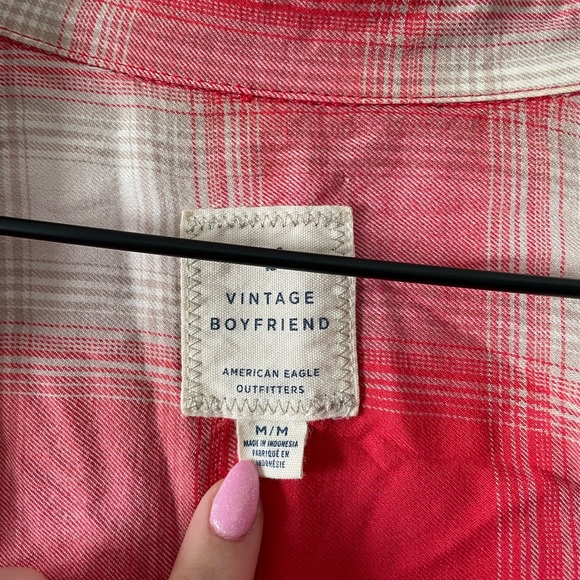 VINTAGE
BOYFRIEND
AMERICAN EAGLE
OUTFITTERS
M/M
MADE IN INDONESIA
FABRIQUÉ EN
INDONÉSIE